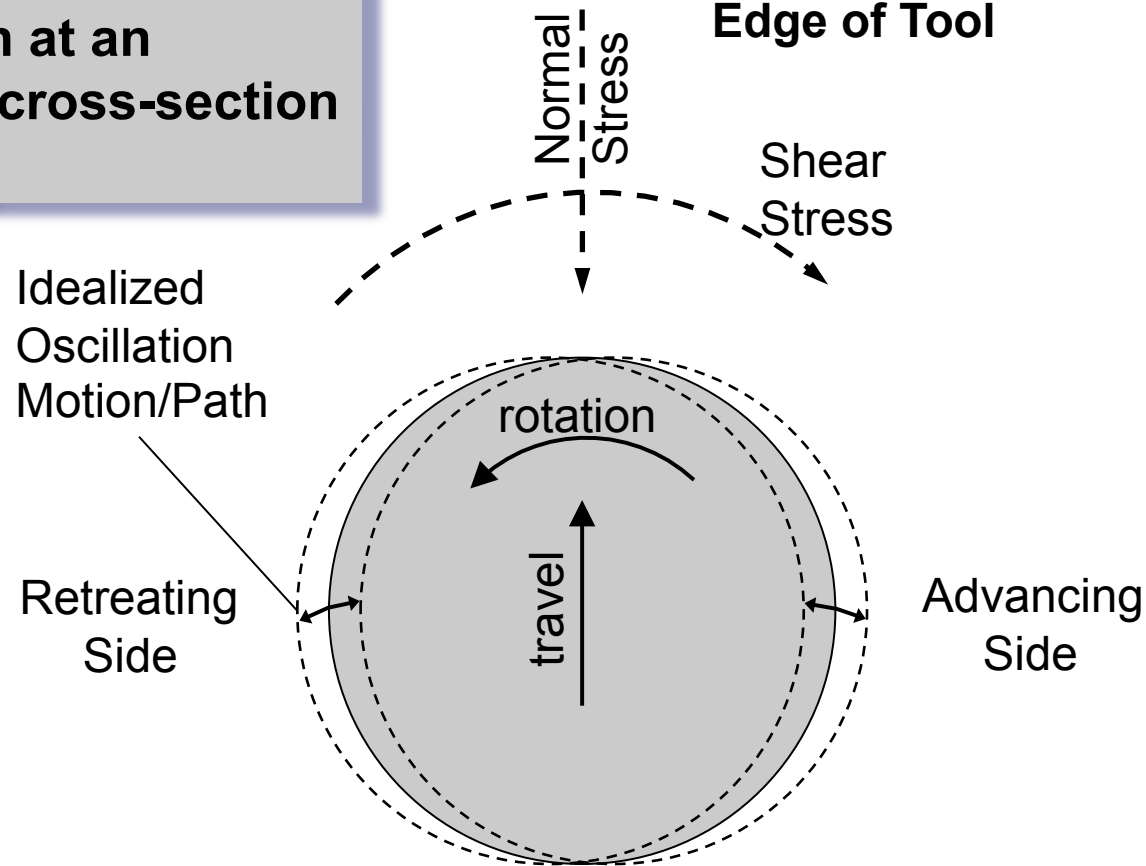 at an
cross-section
Edge of Tool
Normal
Stress
Shear
Stress
Idealized
Oscillation
Motion/Path
rotation
travel
Retreating
Side
Advancing
Side